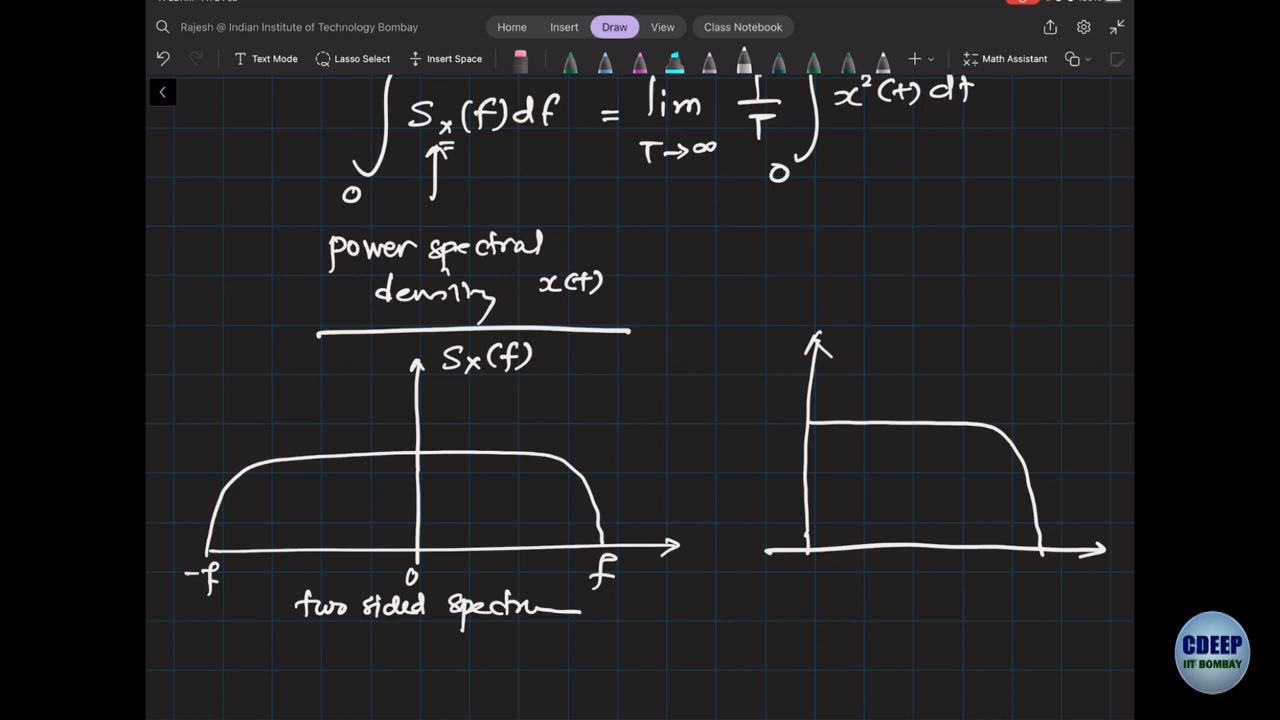 Rajesh @ Indian Institute of Technology Bombay
Home Insert Draw View Class Notebook
Text Mode Lasso Select Insert Space Math Assistant
∫ Sx(f)df = lim 1/T ∫ x²(t) dt
0 T→∞ 0
power spectral
density x(t)
Sx(f)
-f 0 f
two sided spectrum
CDEEP
IIT BOMBAY